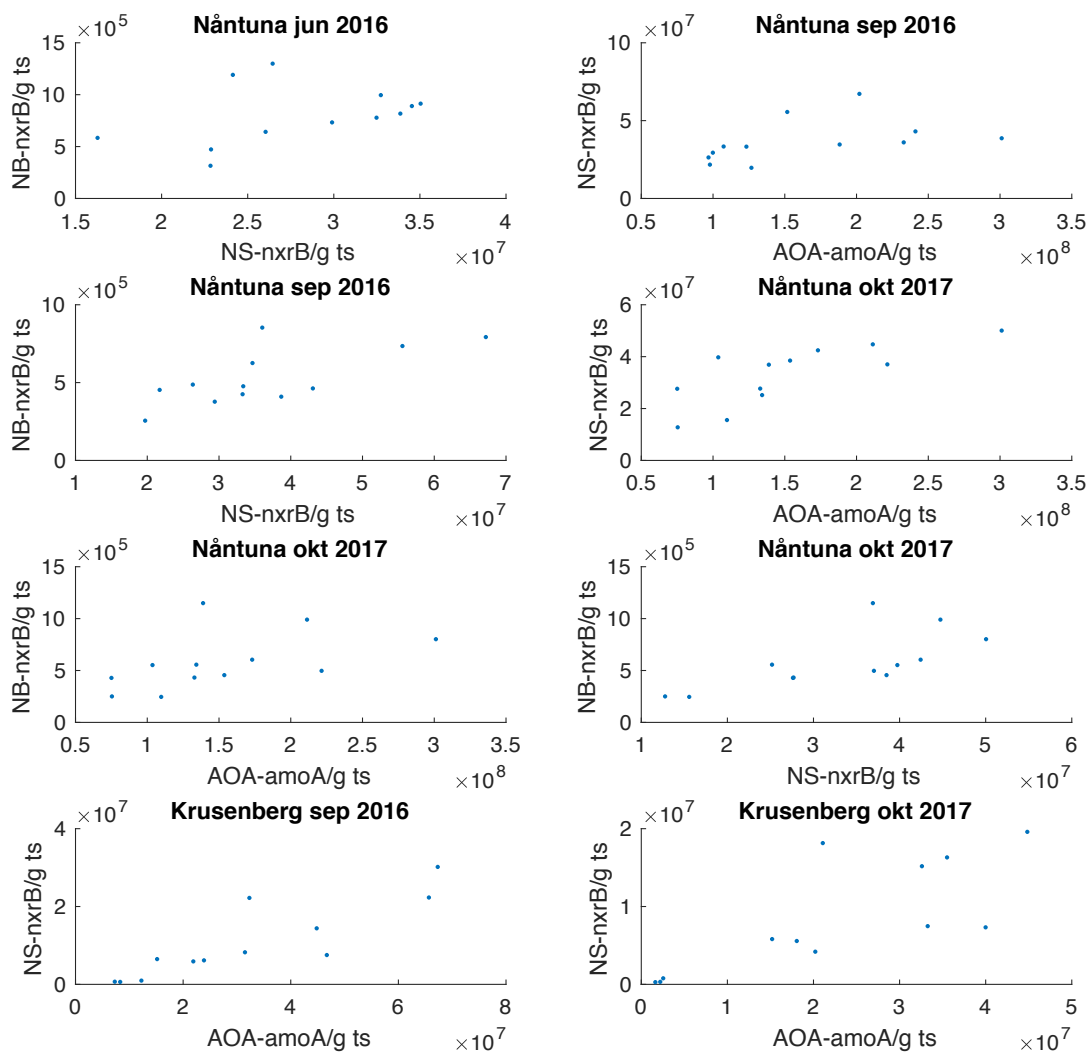 Nåntuna jun 2016
×10^5
NB-nxrB/g ts
15
10
5
0
1.5 2 2.5 3 3.5 4
NS-nxrB/g ts
×10^7
Nåntuna sep 2016
×10^7
NS-nxrB/g ts
10
5
0
0.5 1 1.5 2 2.5 3 3.5
AOA-amoA/g ts
×10^8
Nåntuna sep 2016
×10^5
NB-nxrB/g ts
10
5
0
1 2 3 4 5 6 7
NS-nxrB/g ts
×10^7
Nåntuna okt 2017
×10^7
NS-nxrB/g ts
6
4
2
0
0.5 1 1.5 2 2.5 3 3.5
AOA-amoA/g ts
×10^8
Nåntuna okt 2017
×10^5
NB-nxrB/g ts
15
10
5
0
0.5 1 1.5 2 2.5 3 3.5
AOA-amoA/g ts
×10^8
Nåntuna okt 2017
×10^5
NB-nxrB/g ts
15
10
5
0
1 2 3 4 5 6
NS-nxrB/g ts
×10^7
Krusenberg sep 2016
×10^7
NS-nxrB/g ts
4
2
0
0 2 4 6 8
AOA-amoA/g ts
×10^7
Krusenberg okt 2017
×10^7
NS-nxrB/g ts
2
1
0
0 1 2 3 4 5
AOA-amoA/g ts
×10^7